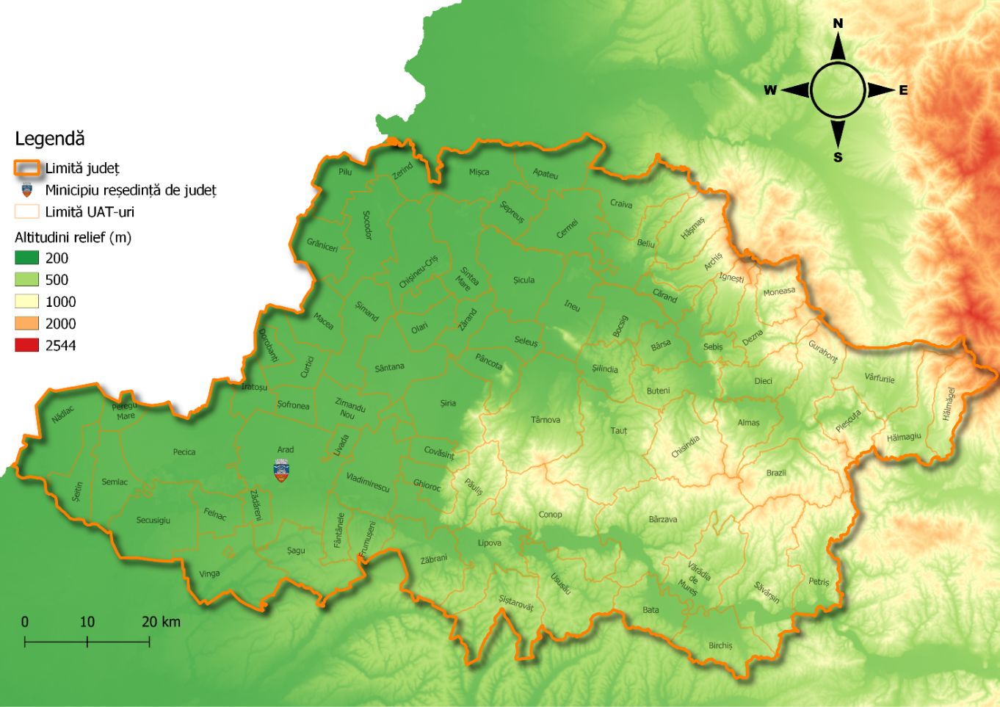 N
W E
S
Legendă
Limită județ
Minicipiu reședință de județ
Limită UAT-uri
Altitudini relief (m)
200
500
1000
2000
2544
Pilu
Zerind
Mișca
Apateu
Craiva
Socodor
Șepreuș
Cermei
Hășmaș
Grăniceri
Beliu
Archiș
Chișineu-Criș
Sintea
Mare
Șicula
Ignești
Moneasa
Cărand
Ineu
Șimand
Macea
Olari
Zărand
Bocsig
Dorobanți
Seleuș
Bârsa
Sebiș
Dezna
Gurahonț
Curtici
Sântana
Pâncota
Șilindia
Iratoșu
Buteni
Dieci
Vârfurile
Hălmăgel
Nădlac
Peregu
Mare
Șofronea
Zimandu
Nou
Șiria
Târnova
Taut
Almaș
Pleșcuța
Hălmagiu
Pecica
Arad
Livada
Covăsinț
Chisindia
Brazii
Șeitin
Semlac
Vladimirescu
Ghioroc
Păuliș
Zădăreni
Felnac
Secusigiu
Conop
Bârzava
Fântânele
Frumușeni
Șagu
Lipova
Zăbrani
Vinga
Ususău
Vărădia
de
Mureș
Săvârșin
Petriș
Șiștarovăț
Bata
Birchiș
0 10 20 km